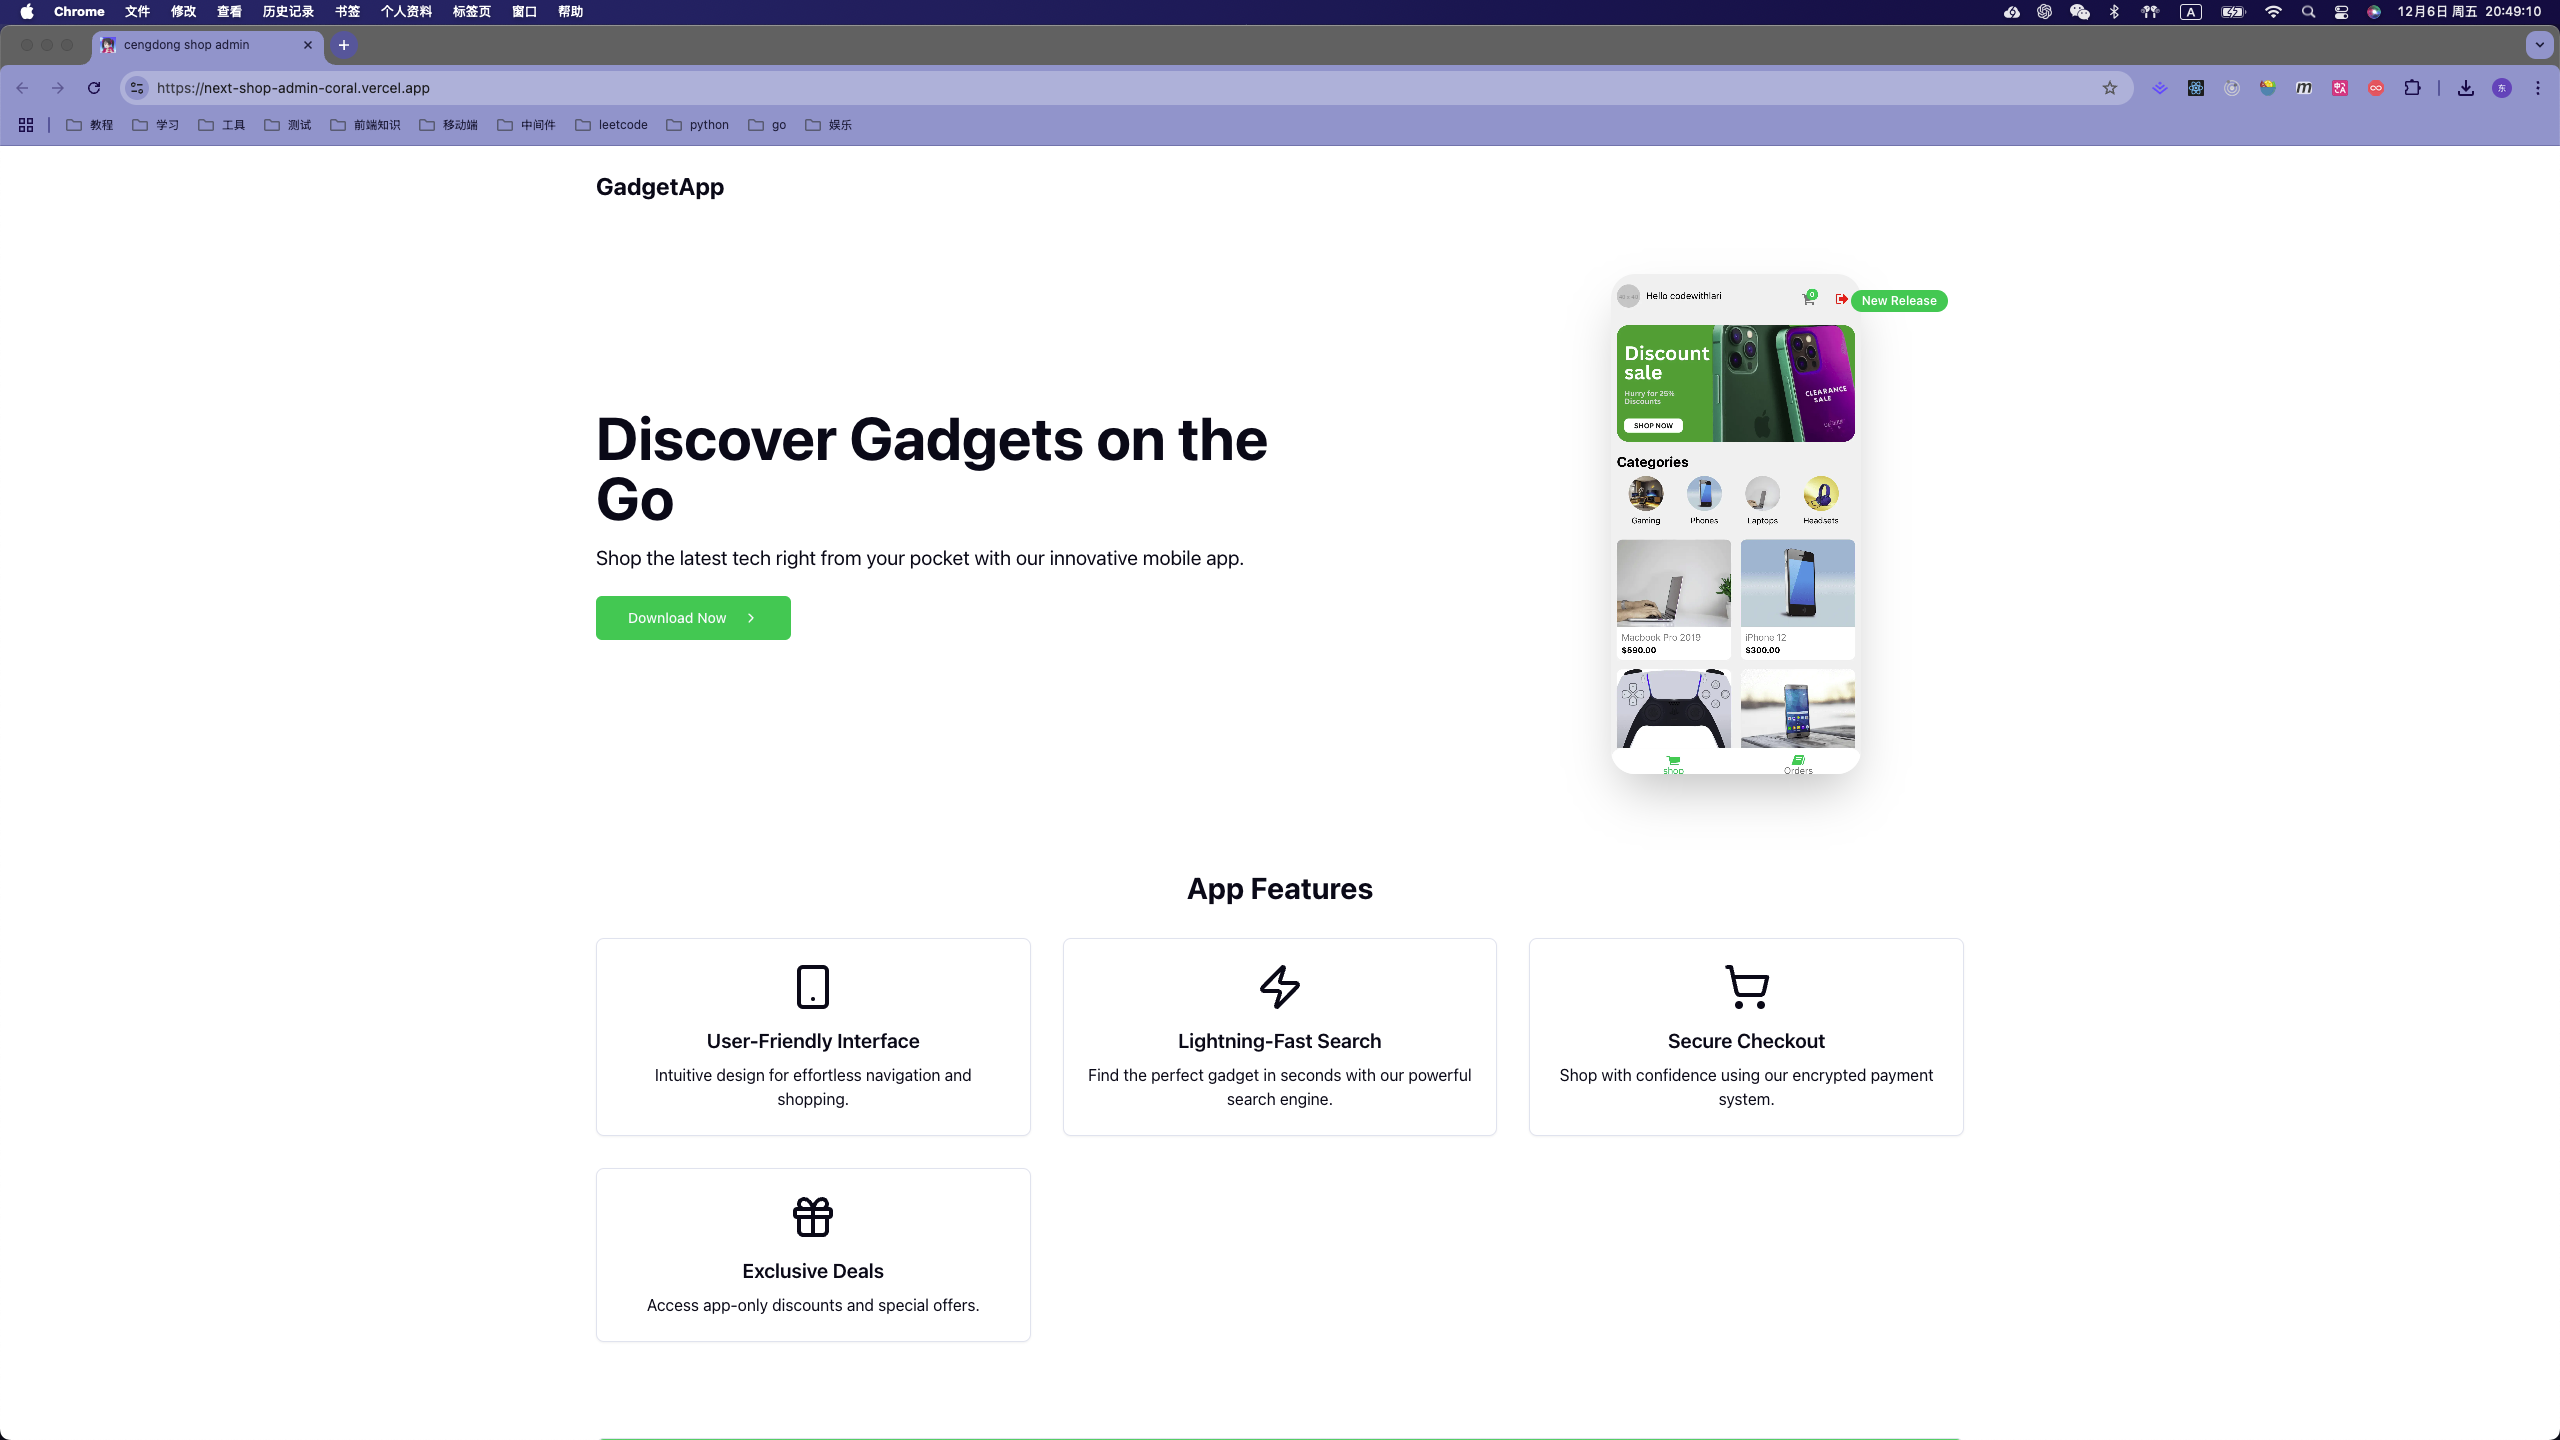 Chrome 文件 修改 查看 历史记录 书签 个人资料 标签页 窗口 帮助 A 12月6日 周五 20:49:10
cengdong shop admin
https://next-shop-admin-coral.vercel.app
东
教程 学习 工具 测试 前端知识 移动端 中间件 leetcode python go 娱乐
GadgetApp
Hello codewithlari
0
New Release
Discount
sale
Hurry for 25%
Discounts
SHOP NOW
CLEARANCE
SALE
Categories
Gaming Phones Laptops Headsets
Macbook Pro 2019
$590.00
iPhone 12
$300.00
shop
Orders
Discover Gadgets on the
Go
Shop the latest tech right from your pocket with our innovative mobile app.
Download Now
App Features
User-Friendly Interface
Intuitive design for effortless navigation and
shopping.
Lightning-Fast Search
Find the perfect gadget in seconds with our powerful
search engine.
Secure Checkout
Shop with confidence using our encrypted payment
system.
Exclusive Deals
Access app-only discounts and special offers.